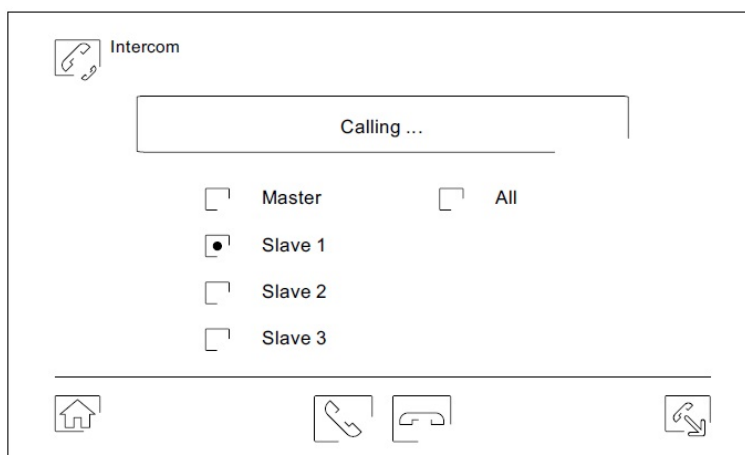 Intercom
Calling ...
Master
All
Slave 1
Slave 2
Slave 3